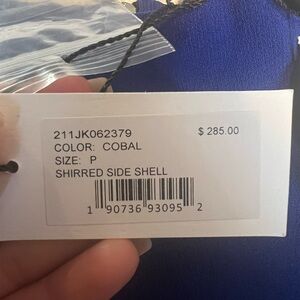 211JK062379 $ 285.00
COLOR: COBAL
SIZE: P
SHIRRED SIDE SHELL
1 90736 93095 2